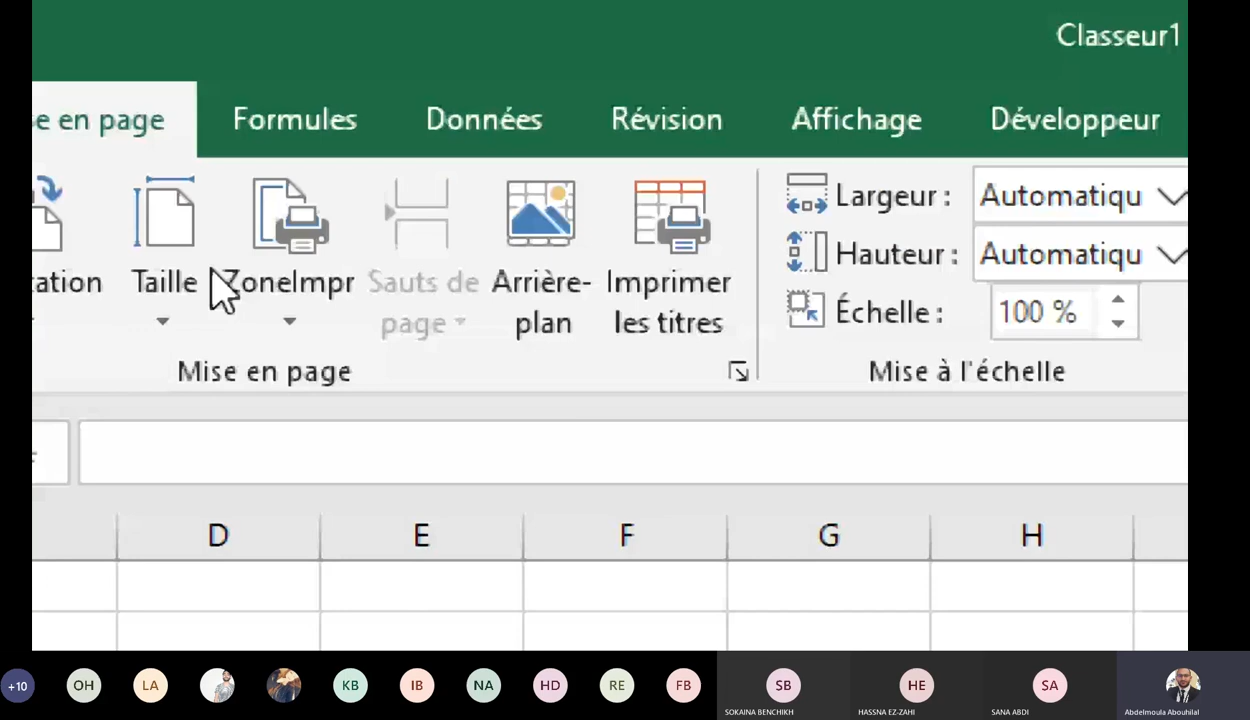 Classeur1
e en page Formules Données Révision Affichage Développeur
Largeur : Automatiqu
Hauteur : Automatiqu
Échelle : 100 %
tation Taille ZoneImpr Sauts de page Arrière-plan Imprimer les titres
Mise en page Mise à l'échelle
D E F G H
+10 OH LA KB IB NA HD RE FB SB HE SA
SOKAINA BENCHIKH HASSNA EZ-ZAHI SANA ABDI Abdelmoula Abouhilal